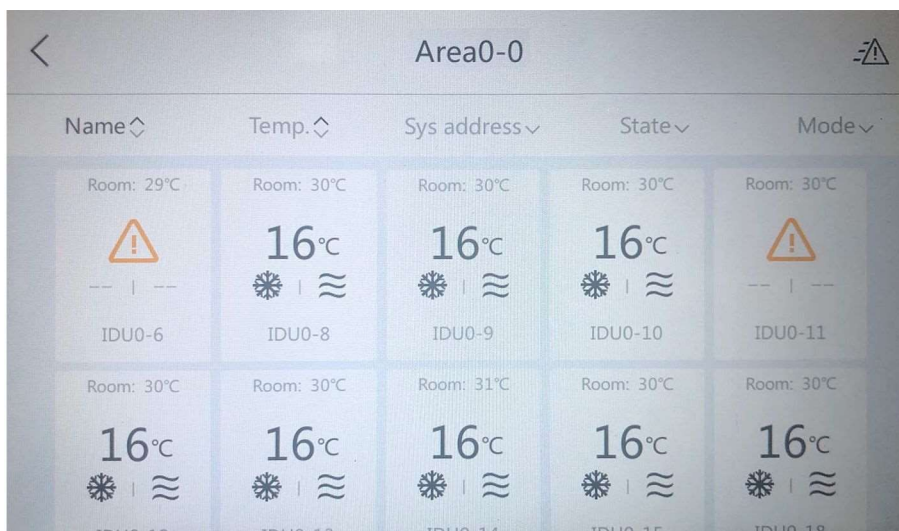 Area0-0
Name Temp. Sys address State Mode
Room: 29℃ Room: 30℃ Room: 30℃ Room: 30℃ Room: 30℃
16℃ 16℃ 16℃
-- | -- | | | -- | --
IDU0-6 IDU0-8 IDU0-9 IDU0-10 IDU0-11
Room: 30℃ Room: 30℃ Room: 31℃ Room: 30℃ Room: 30℃
16℃ 16℃ 16℃ 16℃ 16℃